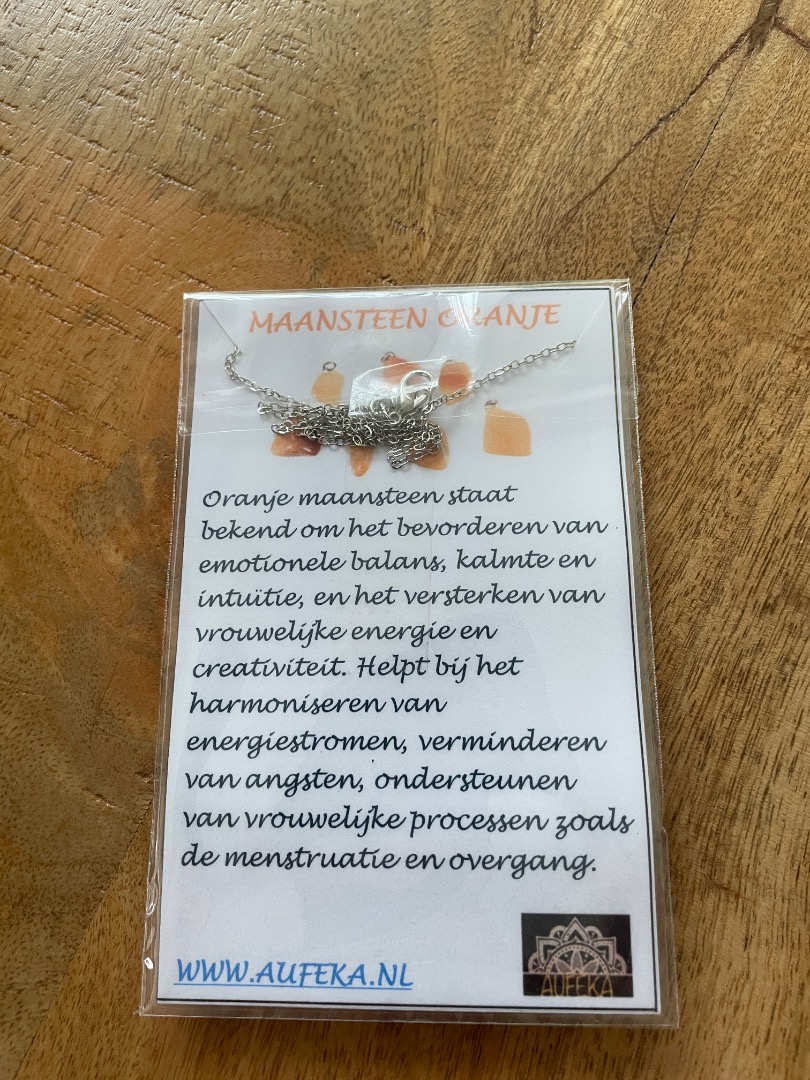 MAANSTEEN ORANJE
Oranje maansteen staat
bekend om het bevorderen van
emotionele balans, kalmte en
intuïtie, en het versterken van
vrouwelijke energie en
creativiteit. Helpt bij het
harmoniseren van
energiestromen, verminderen
van angsten, ondersteunen
van vrouwelijke processen zoals
de menstruatie en overgang.
WWW.AUFEKA.NL
AUFEKA